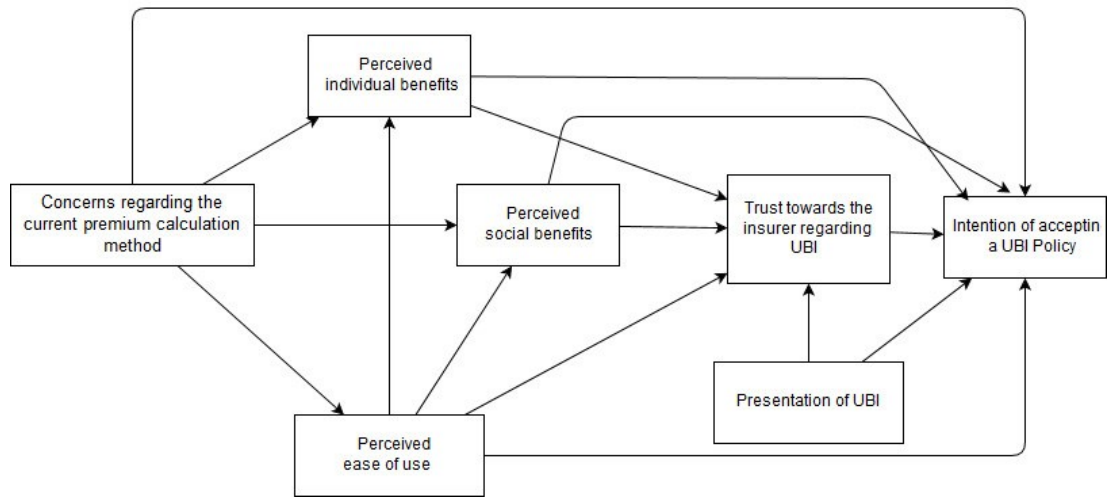 Perceived
individual benefits
Concerns regarding the
current premium calculation
method
Perceived
social benefits
Trust towards the
insurer regarding
UBI
Intention of acceptin
a UBI Policy
Presentation of UBI
Perceived
ease of use